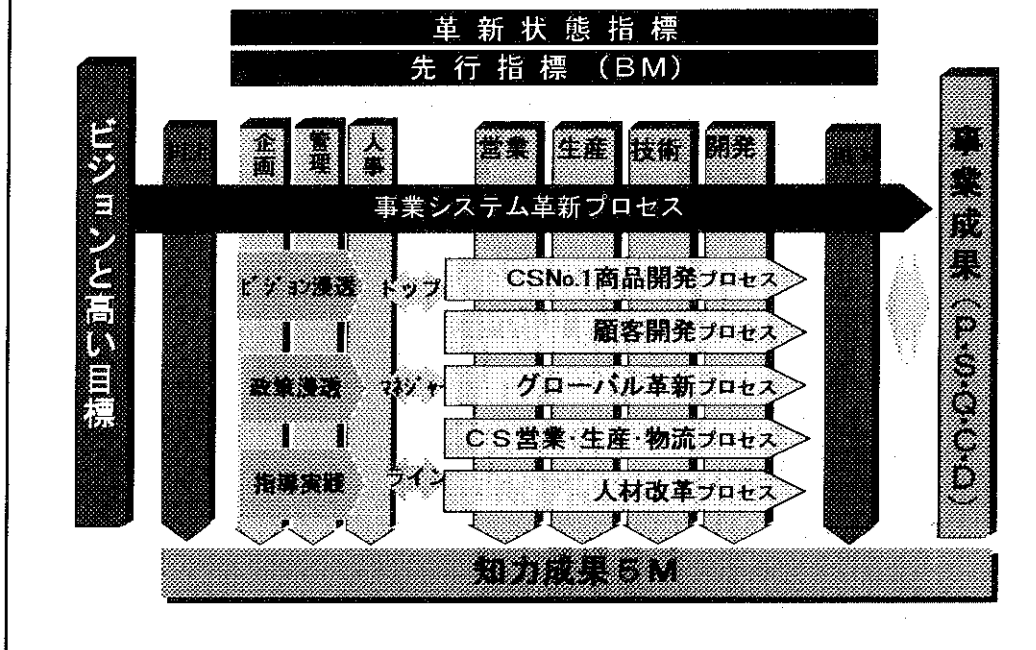 革新状態指標
先行指標（BM）
ビジョンと高い目標
企画
管理
人事
営業
生産
技術
開発
事業システム革新プロセス
ビジョン浸透
トップ
CSNo.1商品開発プロセス
顧客開発プロセス
政策浸透
マネジャー
グローバル革新プロセス
CS営業・生産・物流プロセス
指導実践
ライン
人材改革プロセス
事業成果（P・S・Q・C・D）
知力成果5M